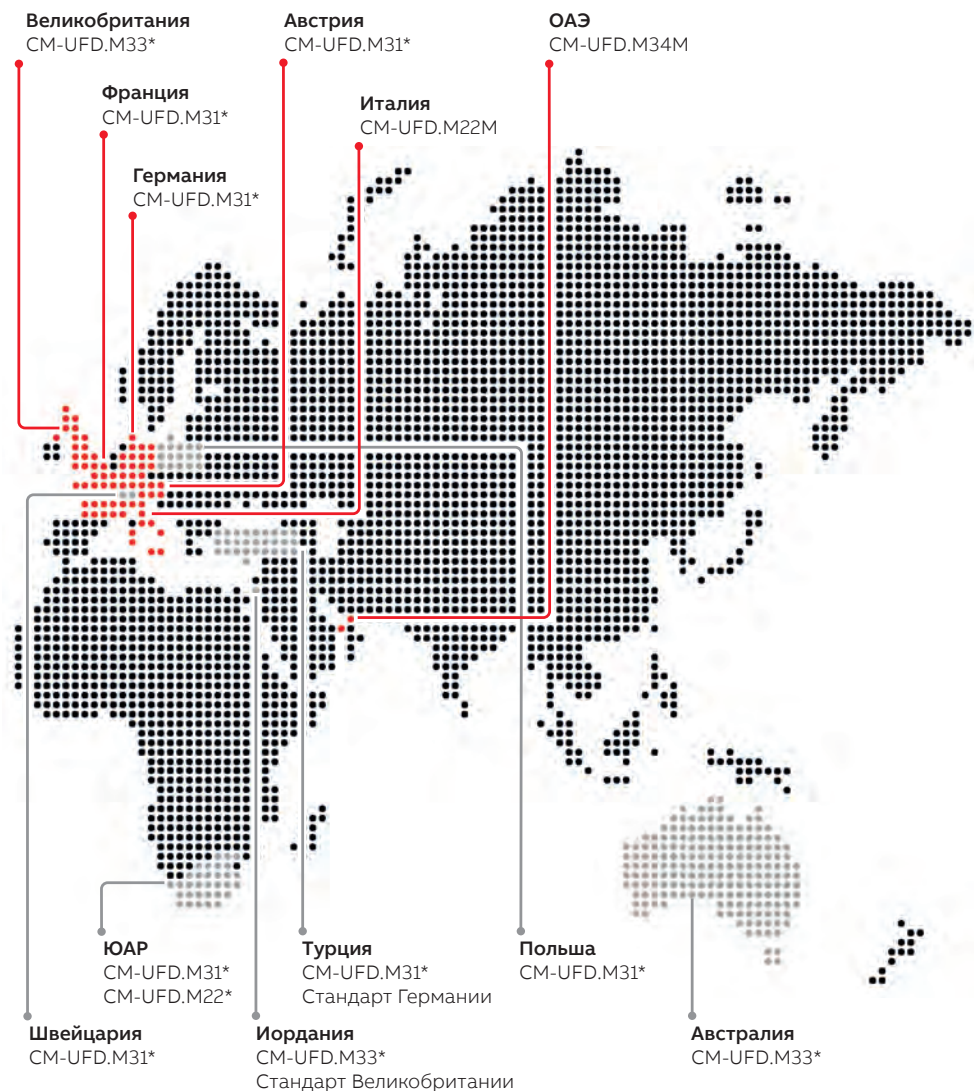 Великобритания
CM-UFD.M33*
Австрия
CM-UFD.M31*
ОАЭ
CM-UFD.M34M
Франция
CM-UFD.M31*
Италия
CM-UFD.M22M
Германия
CM-UFD.M31*
ЮАР
CM-UFD.M31*
CM-UFD.M22*
Турция
CM-UFD.M31*
Стандарт Германии
Польша
CM-UFD.M31*
Швейцария
CM-UFD.M31*
Иордания
CM-UFD.M33*
Стандарт Великобритании
Австралия
CM-UFD.M33*